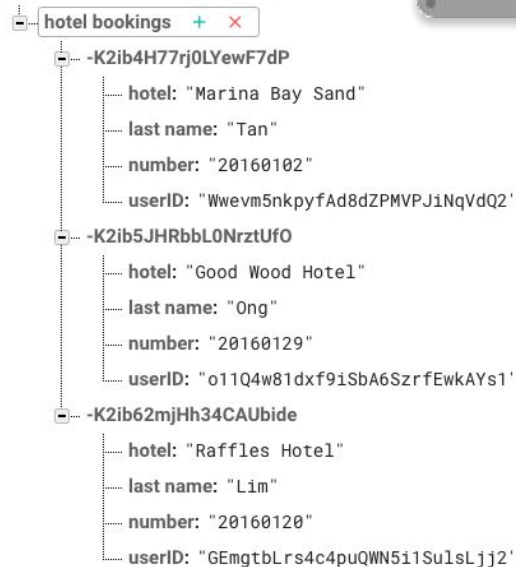 hotel bookings + ×
-K2ib4H77rj0LYewF7dP
hotel: "Marina Bay Sand"
last name: "Tan"
number: "20160102"
userID: "Wwevm5nkpyfAd8dZPMVPJiNqVdQ2'
-K2ib5JHRbbL0NrztUfO
hotel: "Good Wood Hotel"
last name: "Ong"
number: "20160129"
userID: "o11Q4w81dxf9iSbA6SzrfEwkAYs1'
-K2ib62mjHh34CAUbide
hotel: "Raffles Hotel"
last name: "Lim"
number: "20160120"
userID: "GEmgtbLrs4c4puQWN5i1SulsLjj2'